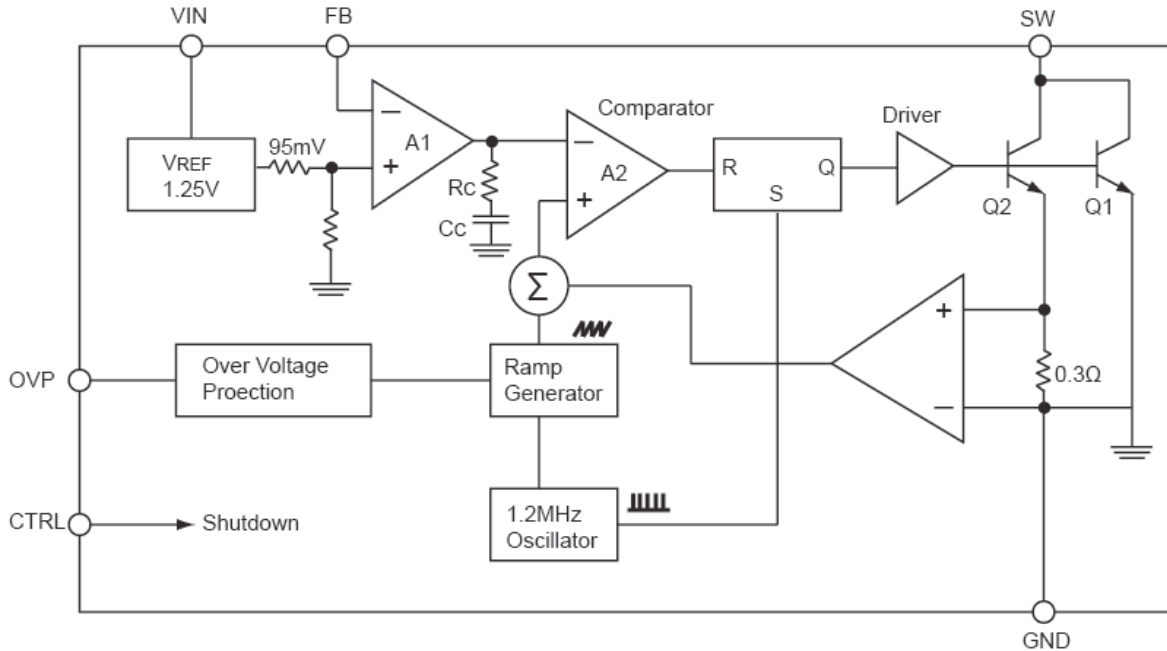 VIN
FB
SW
Comparator
Driver
95mV
VREF
1.25V
−
+
A1
−
+
A2
R
Q
S
Rc
Cc
Q2
Q1
Σ
+
−
0.3Ω
OVP
Over Voltage
Proection
Ramp
Generator
CTRL
Shutdown
1.2MHz
Oscillator
GND